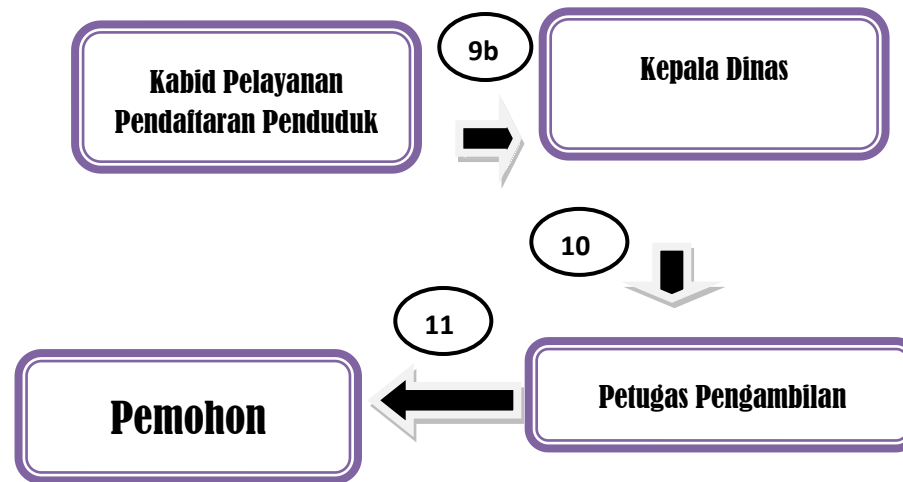 Kabid Pelayanan
Pendaftaran Penduduk
9b
Kepala Dinas
10
11
Pemohon
Petugas Pengambilan